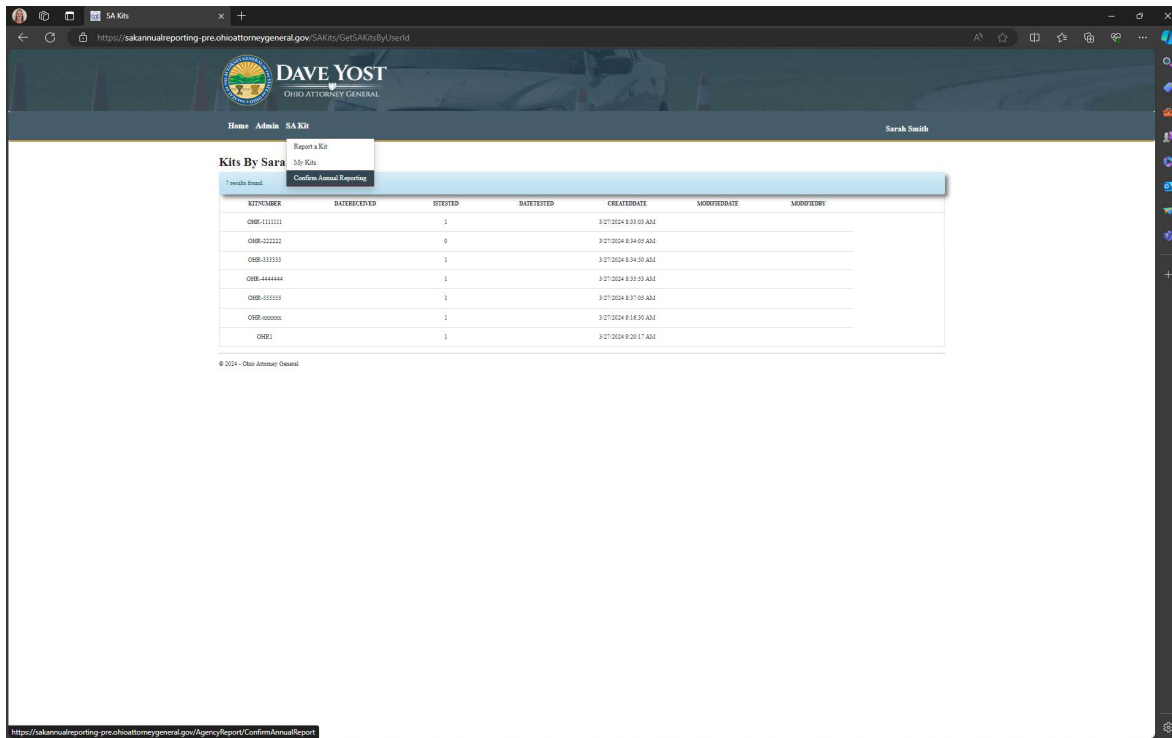 SA Kits
https://sakannualreporting-pre.ohioattorneygeneral.gov/SAKits/GetSAKitsByUserId
DAVE YOST
OHIO ATTORNEY GENERAL
Home Admin SA Kit
Sarah Smith
Report a Kit
My Kits
Confirm Annual Reporting
Kits By Sara
7 results found.
KITNUMBER DATERECEIVED ISTESTED DATETESTED CREATEDDATE MODIFIEDDATE MODIFIEDBY
OHR-1111111 1 3/27/2024 8:33:03 AM
OHR-222222 0 3/27/2024 8:34:05 AM
OHR-333333 1 3/27/2024 8:34:50 AM
OHR-4444444 1 3/27/2024 8:35:53 AM
OHR-555555 1 3/27/2024 8:37:05 AM
OHR-xxxxxx 1 3/27/2024 9:16:30 AM
OHR1 1 3/27/2024 9:20:17 AM
© 2024 - Ohio Attorney General
https://sakannualreporting-pre.ohioattorneygeneral.gov/AgencyReport/ConfirmAnnualReport